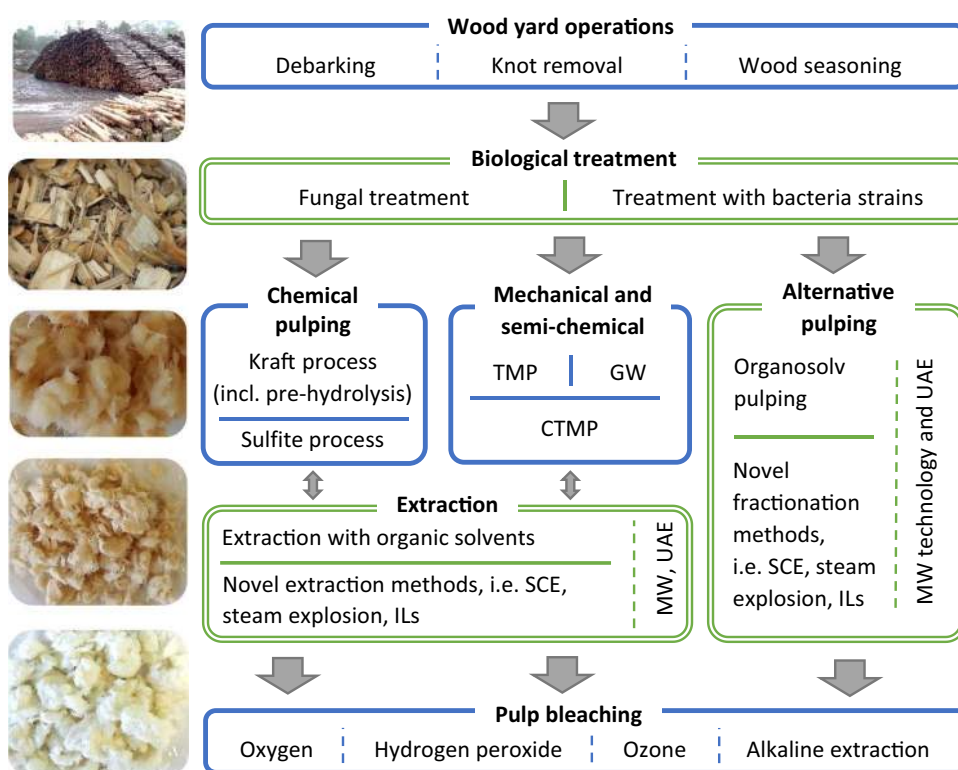 Wood yard operations
Debarking
Knot removal
Wood seasoning
Biological treatment
Fungal treatment
Treatment with bacteria strains
Chemical
pulping
Kraft process
(incl. pre-hydrolysis)
Sulfite process
Mechanical and
semi-chemical
TMP
GW
CTMP
Alternative
pulping
Organosolv
pulping
Novel
fractionation
methods,
i.e. SCE, steam
explosion, ILs
MW technology and UAE
Extraction
Extraction with organic solvents
Novel extraction methods, i.e. SCE,
steam explosion, ILs
MW, UAE
Pulp bleaching
Oxygen
Hydrogen peroxide
Ozone
Alkaline extraction